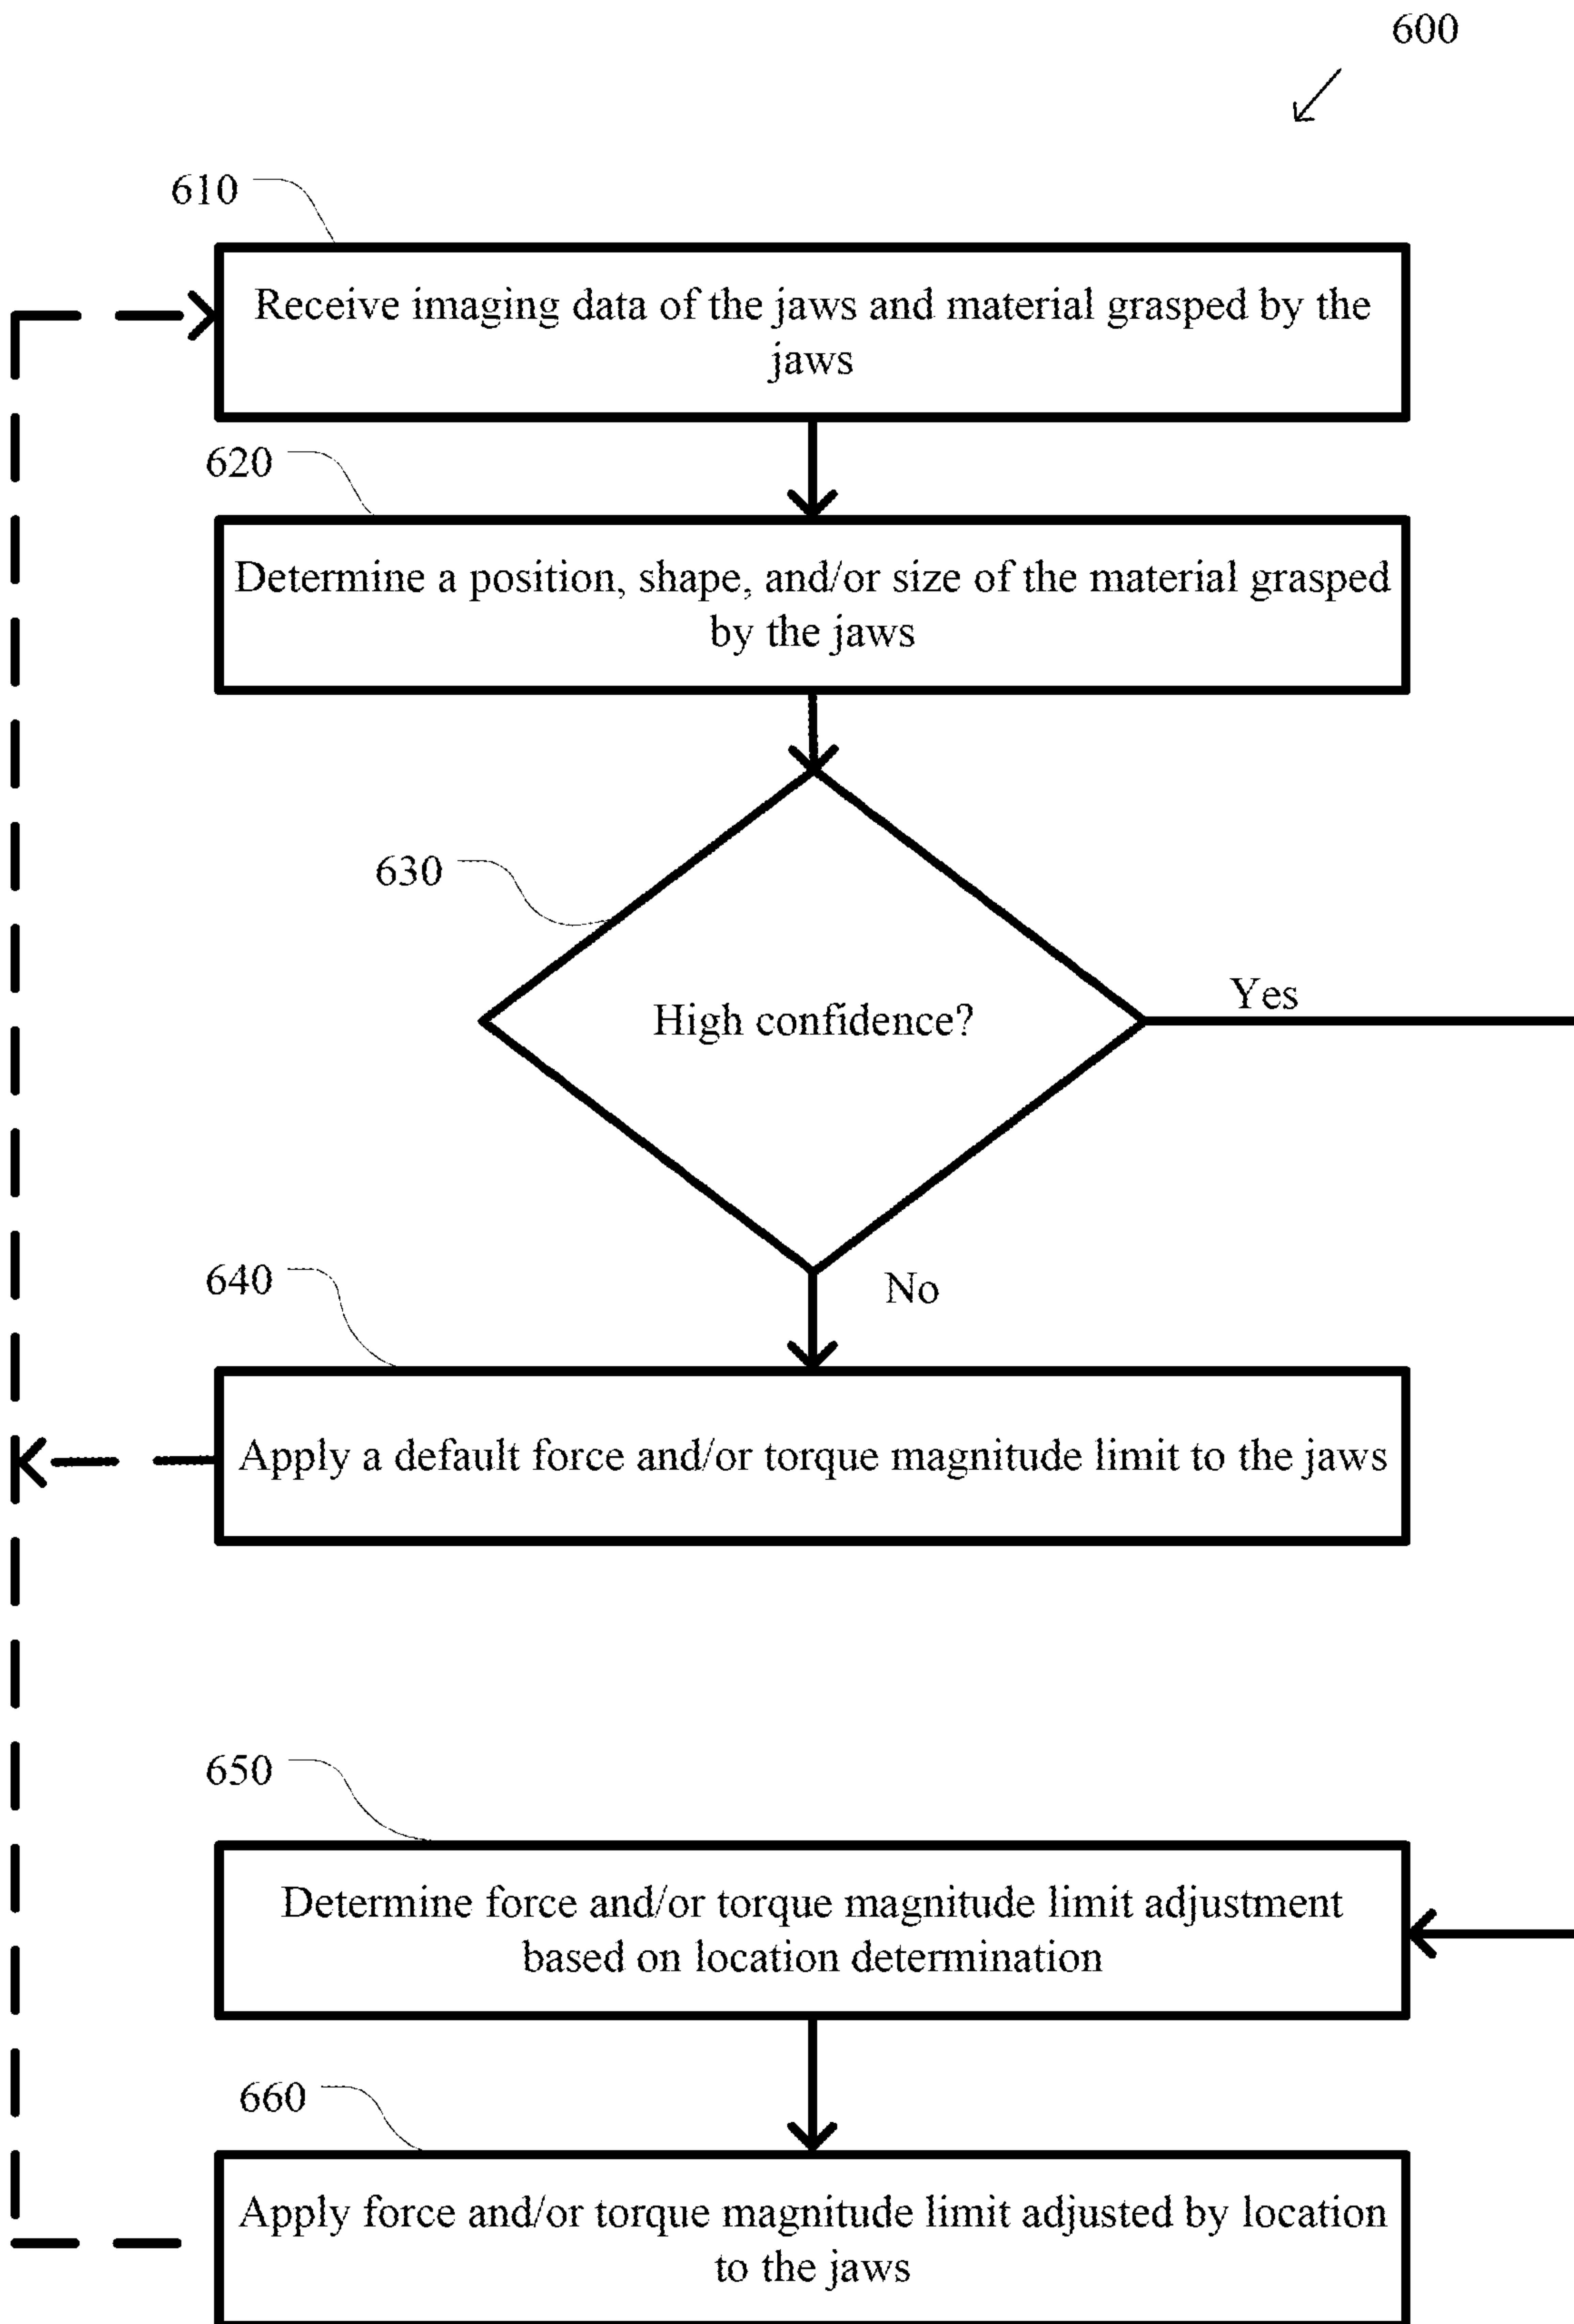 600
610
Receive imaging data of the jaws and material grasped by the
jaws
620
Determine a position, shape, and/or size of the material grasped
by the jaws
630
High confidence?
Yes
640
No
Apply a default force and/or torque magnitude limit to the jaws
650
Determine force and/or torque magnitude limit adjustment
based on location determination
660
Apply force and/or torque magnitude limit adjusted by location
to the jaws